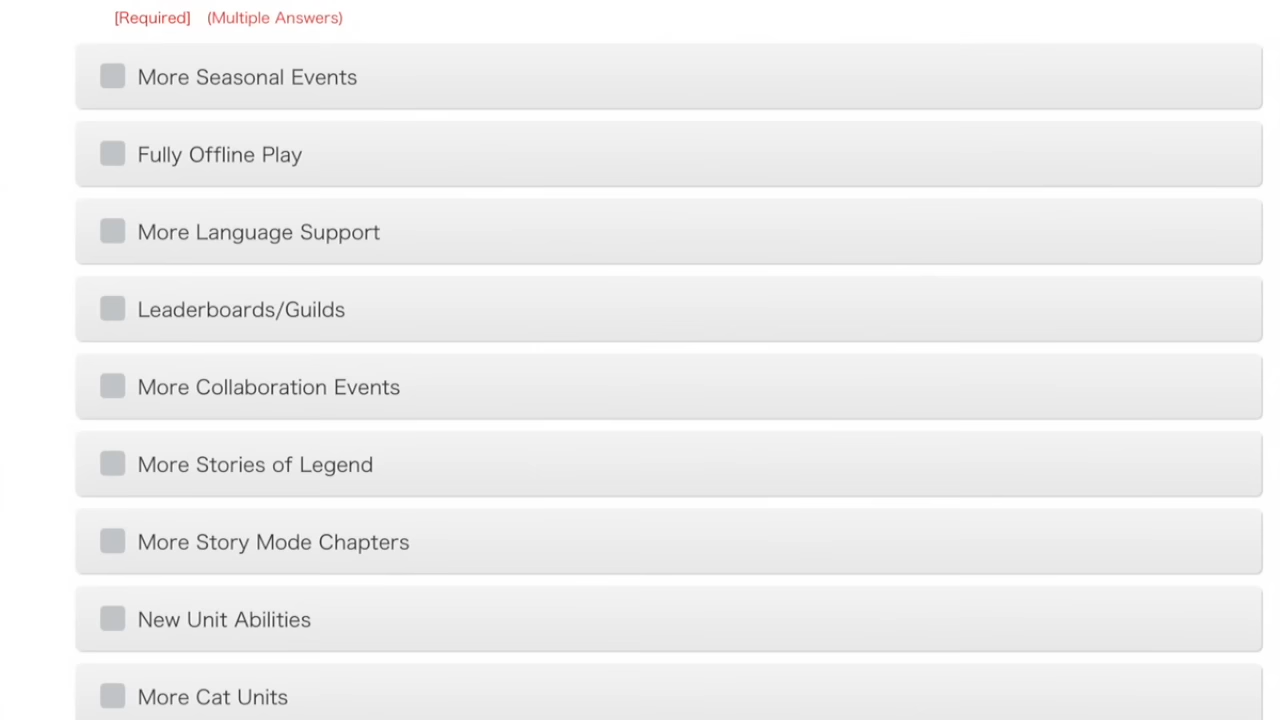 [Required] (Multiple Answers)
More Seasonal Events
Fully Offline Play
More Language Support
Leaderboards/Guilds
More Collaboration Events
More Stories of Legend
More Story Mode Chapters
New Unit Abilities
More Cat Units